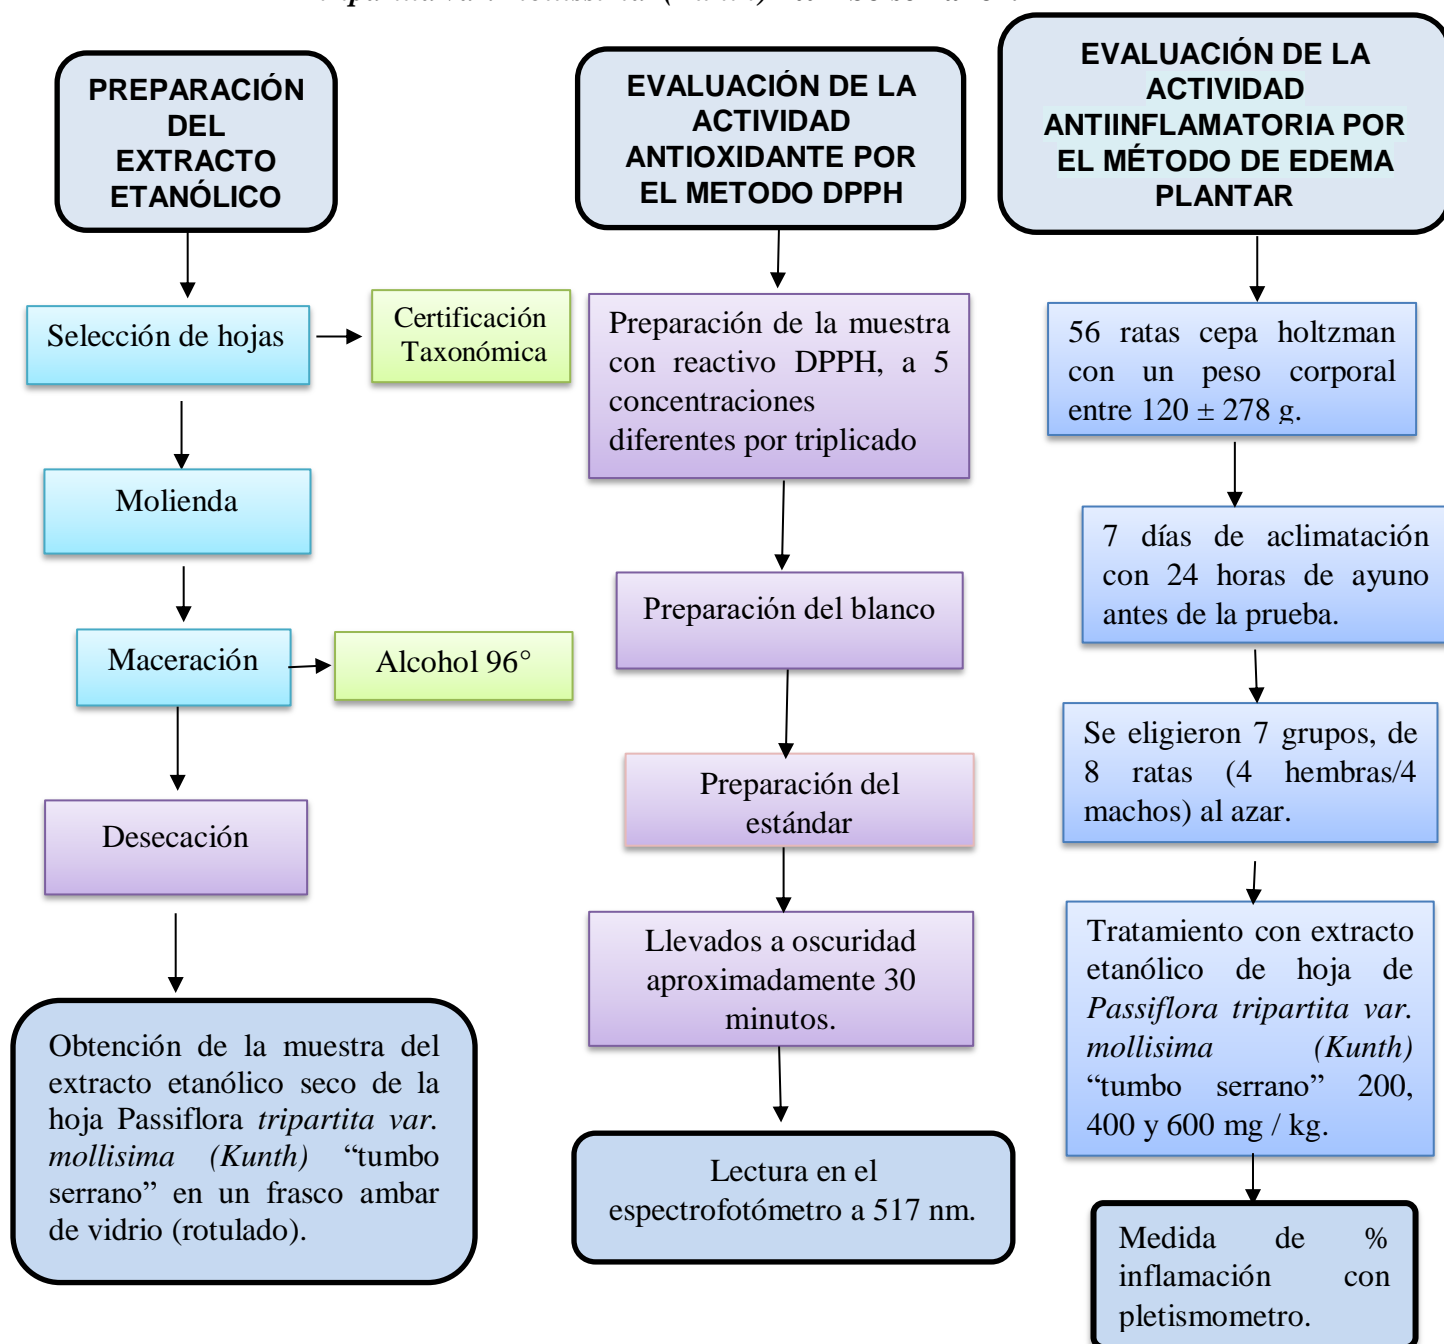 PREPARACIÓN
DEL
EXTRACTO
ETANÓLICO
Selección de hojas
Certificación
Taxonómica
Molienda
Maceración
Alcohol 96°
Desecación
Obtención de la muestra del
extracto etanólico seco de la
hoja Passiflora tripartita var.
mollisima (Kunth) “tumbo
serrano” en un frasco ambar
de vidrio (rotulado).
EVALUACIÓN DE LA
ACTIVIDAD
ANTIOXIDANTE POR
EL METODO DPPH
Preparación de la muestra
con reactivo DPPH, a 5
concentraciones
diferentes por triplicado
Preparación del blanco
Preparación del
estándar
Llevados a oscuridad
aproximadamente 30
minutos.
Lectura en el
espectrofotómetro a 517 nm.
EVALUACIÓN DE LA
ACTIVIDAD
ANTIINFLAMATORIA POR
EL MÉTODO DE EDEMA
PLANTAR
56 ratas cepa holtzman
con un peso corporal
entre 120 ± 278 g.
7 días de aclimatación
con 24 horas de ayuno
antes de la prueba.
Se eligieron 7 grupos, de
8 ratas (4 hembras/4
machos) al azar.
Tratamiento con extracto
etanólico de hoja de
Passiflora tripartita var.
mollisima (Kunth)
“tumbo serrano” 200,
400 y 600 mg / kg.
Medida de %
inflamación con
pletismometro.